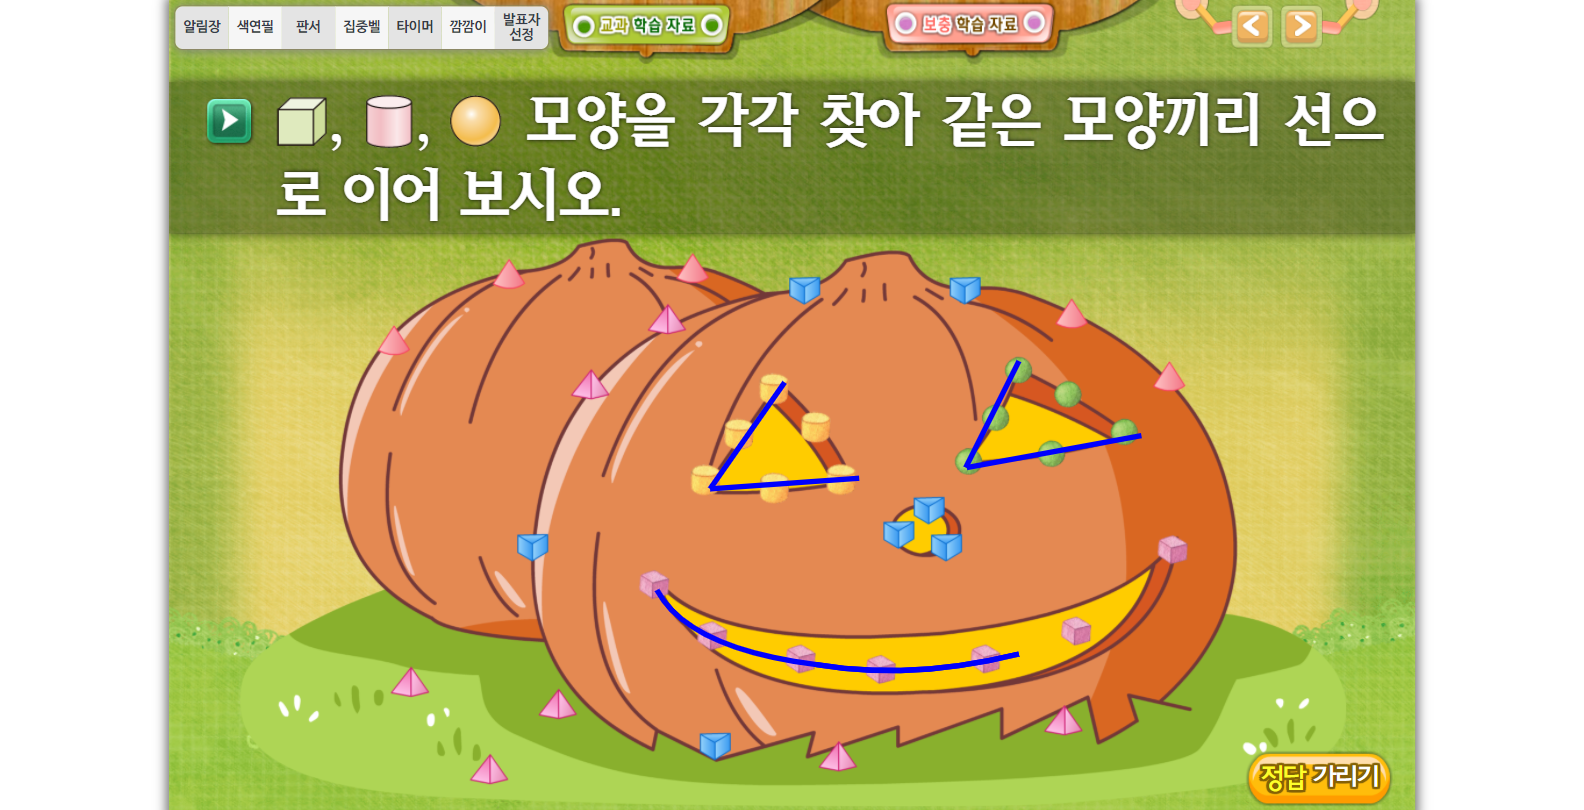 알림장 색연필 판서 집중벨 타이머 깜깜이 발표자
선정
교과 학습 자료
보충 학습 자료
, , 모양을 각각 찾아 같은 모양끼리 선으
로 이어 보시오.
정답 가리기